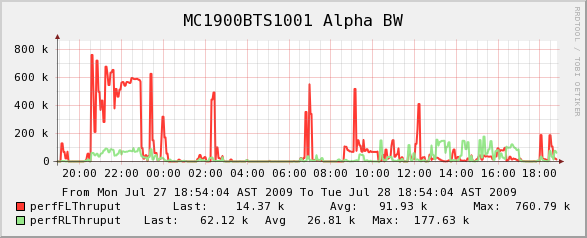 MC1900BTS1001 Alpha BW
RRDTOOL / TOBI OETIKER
800 k
600 k
400 k
200 k
0
20:00 22:00 00:00 02:00 04:00 06:00 08:00 10:00 12:00 14:00 16:00 18:00
From Mon Jul 27 18:54:04 AST 2009 To Tue Jul 28 18:54:04 AST 2009
perfFLThruput Last: 14.37 k Avg: 91.93 k Max: 760.79 k
perfRLThruput Last: 62.12 k Avg 26.81 k Max: 177.63 k